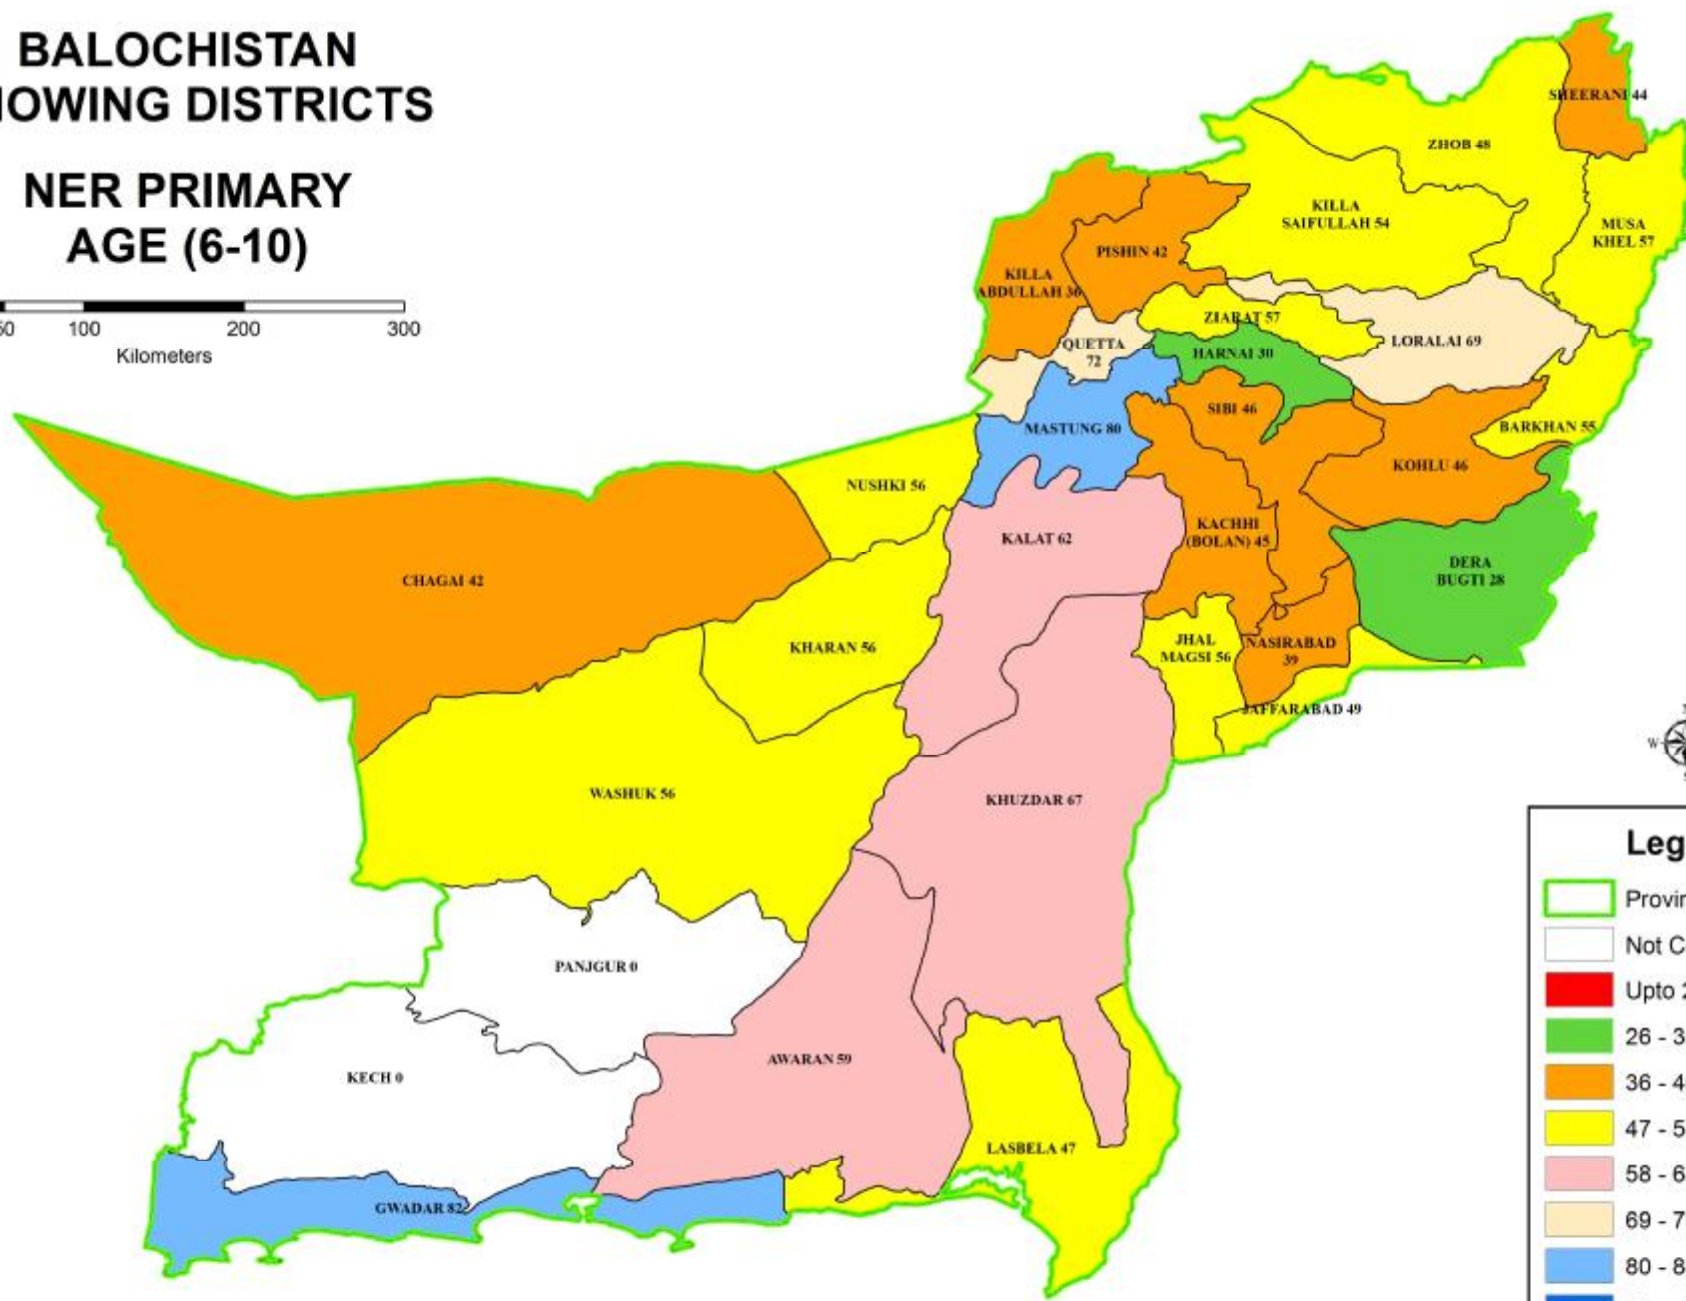 BALOCHISTAN
HOWING DISTRICTS
NER PRIMARY
AGE (6-10)
50 100 200 300
Kilometers
SHEERANI 44
ZHOB 48
KILLA
SAIFULLAH 54
MUSA
KHEL 57
PISHIN 42
KILLA
ABDULLAH 36
ZIARAT 57
QUETTA
72
HARNAI 30
LORALAI 69
SIBI 46
MASTUNG 80
BARKHAN 55
KOHLU 46
NUSHKI 56
KALAT 62
KACHHI
(BOLAN) 45
DERA
BUGTI 28
CHAGAI 42
KHARAN 56
JHAL
MAGSI 56
NASIRABAD
39
JAFFARABAD 49
W
WASHUK 56
KHUZDAR 67
PANJGUR 0
AWARAN 59
KECH 0
LASBELA 47
GWADAR 82
Leg
Provin
Not C
Upto 2
26 - 3
36 - 4
47 - 5
58 - 6
69 - 7
80 - 8